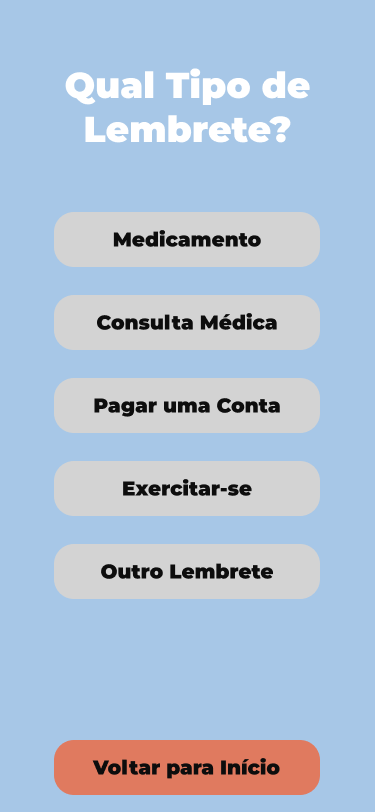 Qual Tipo de
Lembrete?
Medicamento
Consulta Médica
Pagar uma Conta
Exercitar-se
Outro Lembrete
Voltar para Início